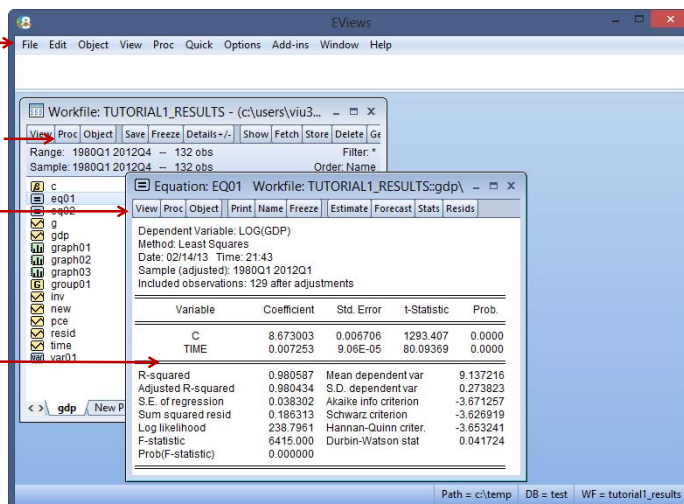 EViews
File Edit Object View Proc Quick Options Add-ins Window Help
Workfile: TUTORIAL1_RESULTS - (c:\users\viu3...
View Proc Object Save Freeze Details+/- Show Fetch Store Delete Ge
Range: 1980Q1 2012Q4 -- 132 obs Filter: *
Sample: 1980Q1 2012Q4 -- 132 obs Order: Name
c
eq01
eq02
g
gdp
graph01
graph02
graph03
group01
inv
new
pce
resid
time
var01
gdp New P
Equation: EQ01 Workfile: TUTORIAL1_RESULTS::gdp\
View Proc Object Print Name Freeze Estimate Forecast Stats Resids
Dependent Variable: LOG(GDP)
Method: Least Squares
Date: 02/14/13 Time: 21:43
Sample (adjusted): 1980Q1 2012Q1
Included observations: 129 after adjustments
Variable Coefficient Std. Error t-Statistic Prob.
C 8.673003 0.006706 1293.407 0.0000
TIME 0.007253 9.06E-05 80.09369 0.0000
R-squared 0.980587 Mean dependent var 9.137216
Adjusted R-squared 0.980434 S.D. dependent var 0.273823
S.E. of regression 0.038302 Akaike info criterion -3.671257
Sum squared resid 0.186313 Schwarz criterion -3.626919
Log likelihood 238.7961 Hannan-Quinn criter. -3.653241
F-statistic 6415.000 Durbin-Watson stat 0.041724
Prob(F-statistic) 0.000000
Path = c:\temp DB = test WF = tutorial1_results